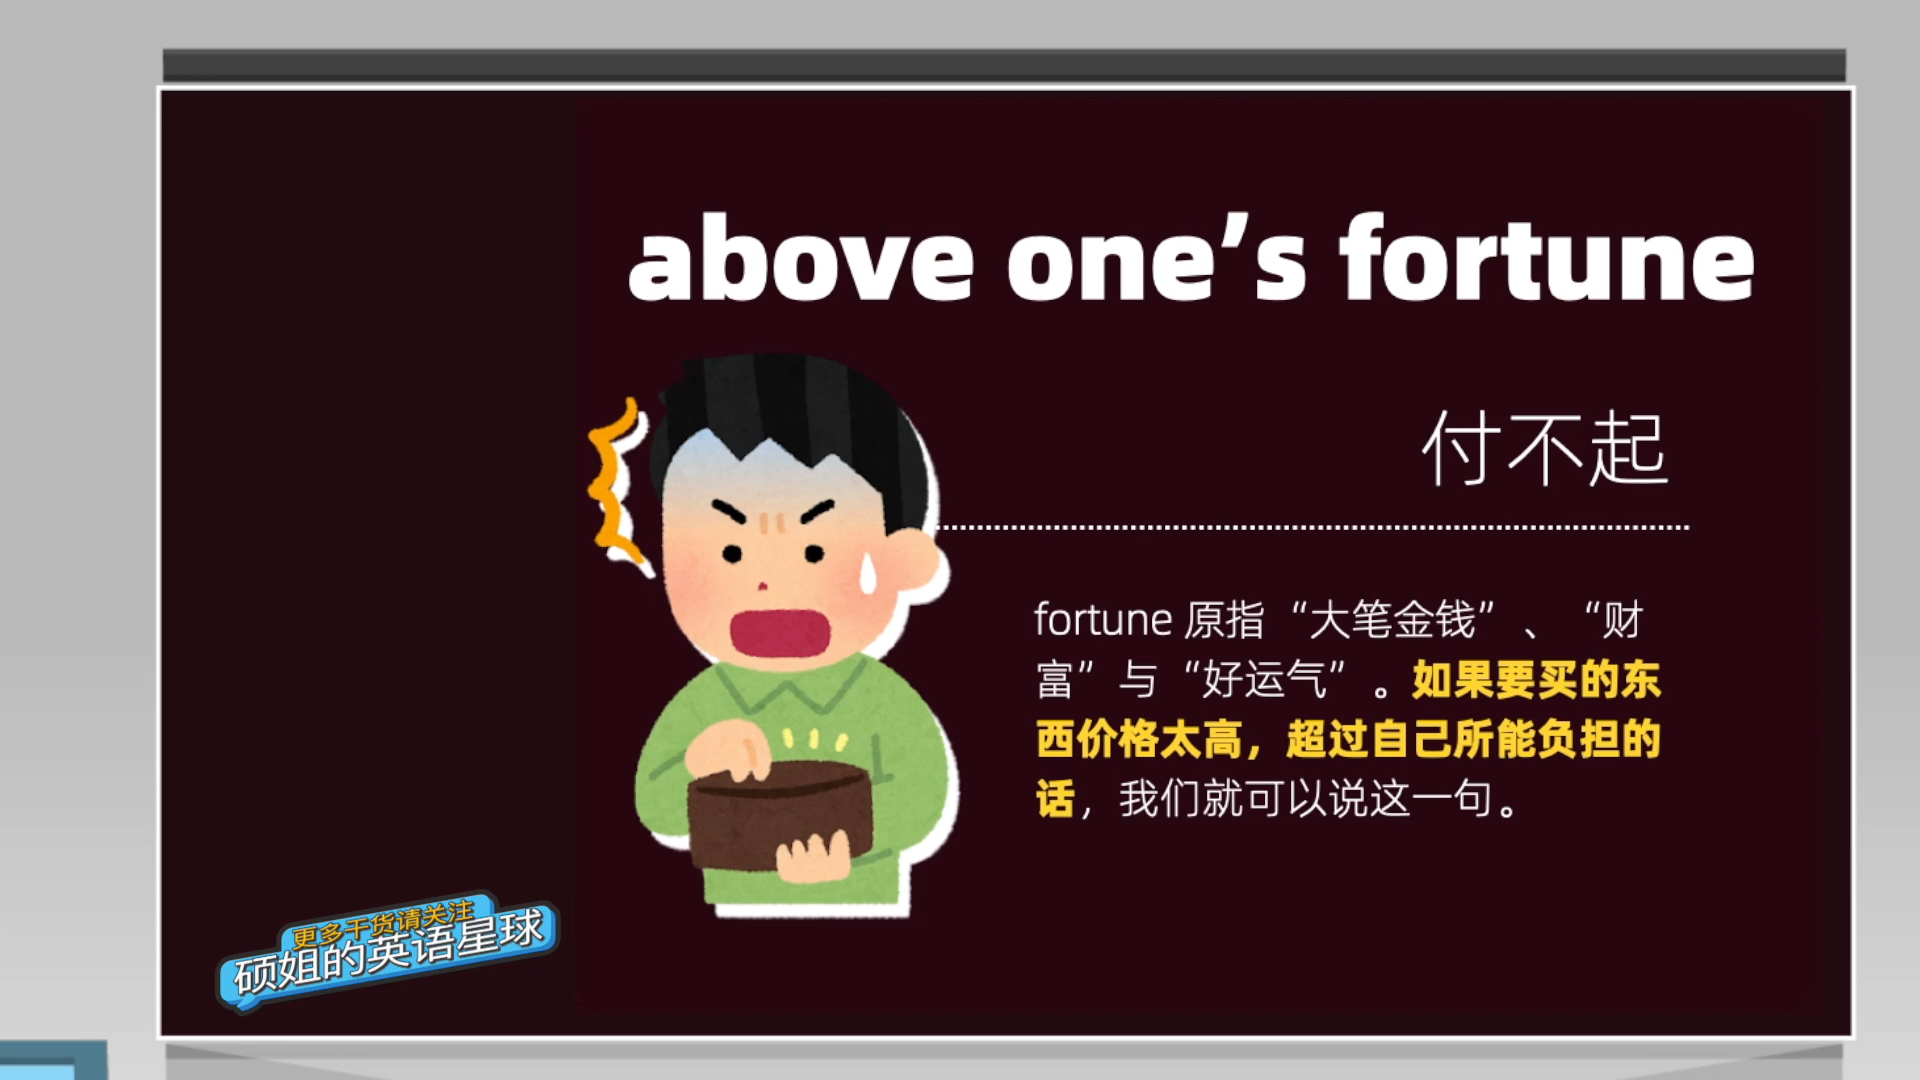 above one’s fortune
付不起
fortune 原指“大笔金钱”、“财
富”与“好运气”。如果要买的东
西价格太高，超过自己所能负担的
话，我们就可以说这一句。
更多干货请关注
硕姐的英语星球